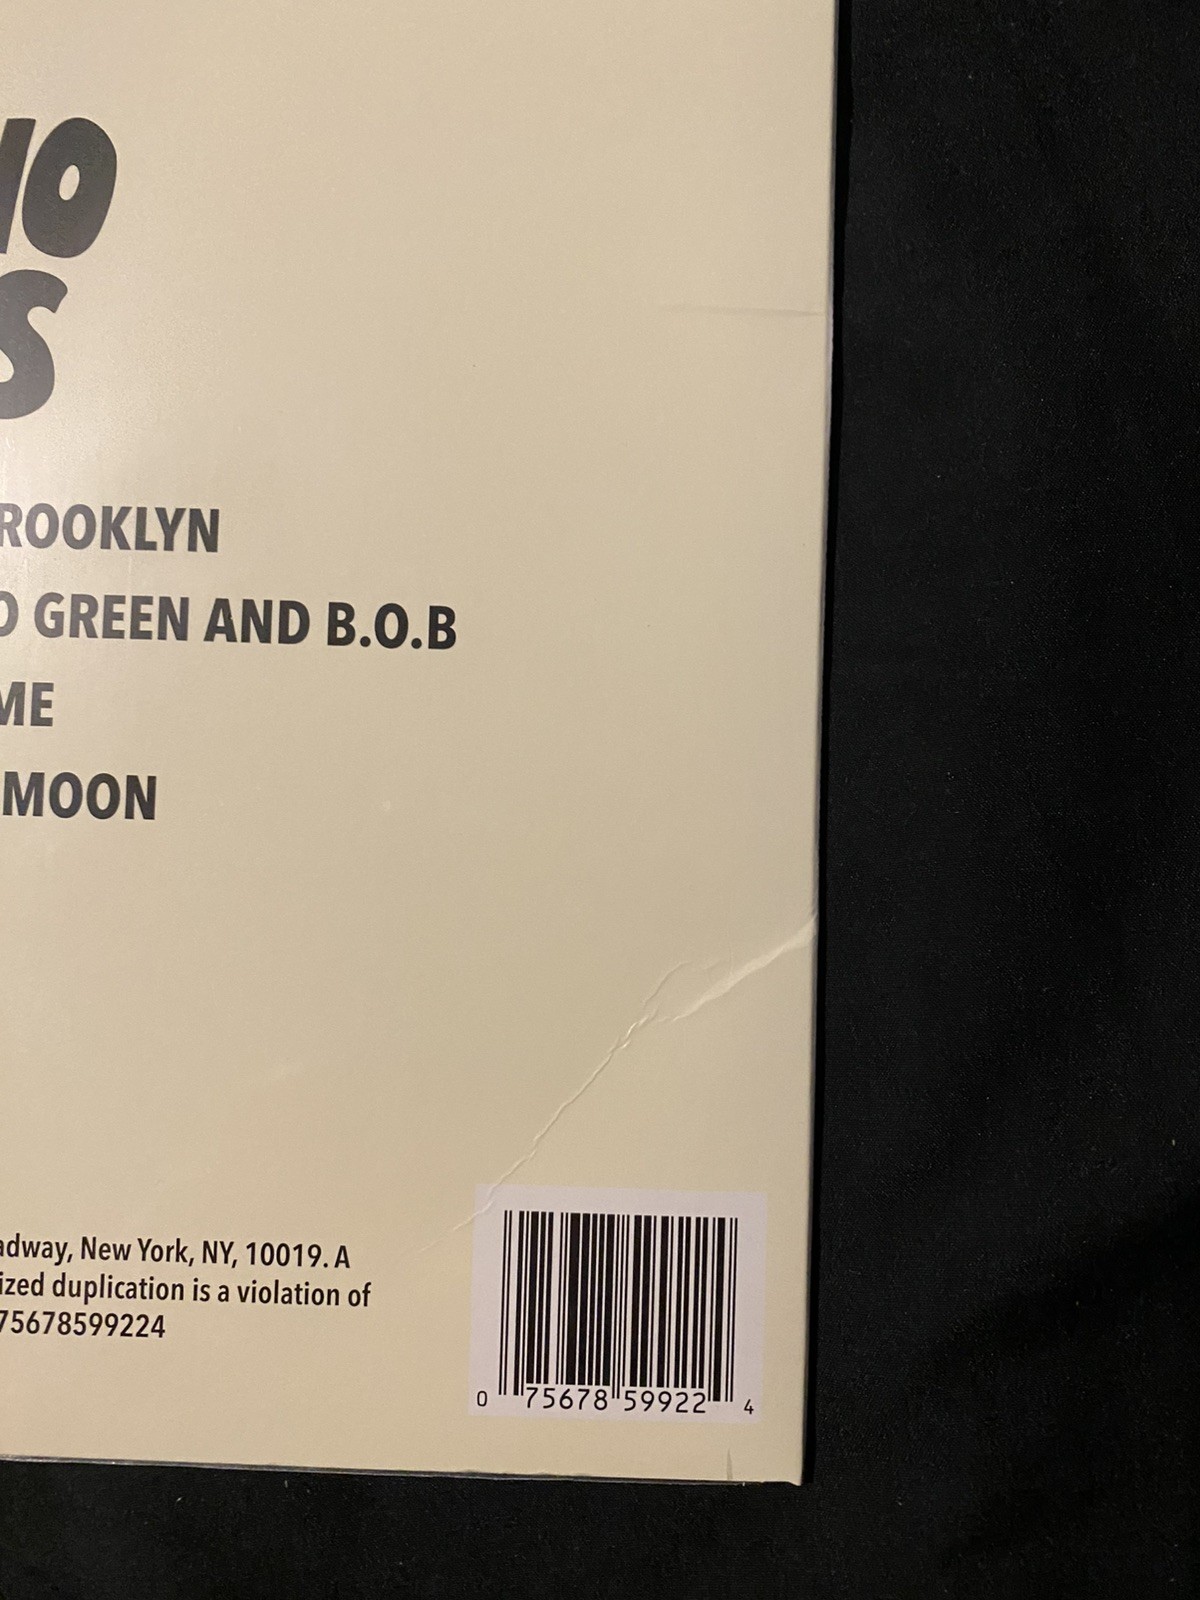 NO
S
ROOKLYN
O GREEN AND B.O.B
ME
MOON
adway, New York, NY, 10019. A
ized duplication is a violation of
75678599224
0 75678 59922 4